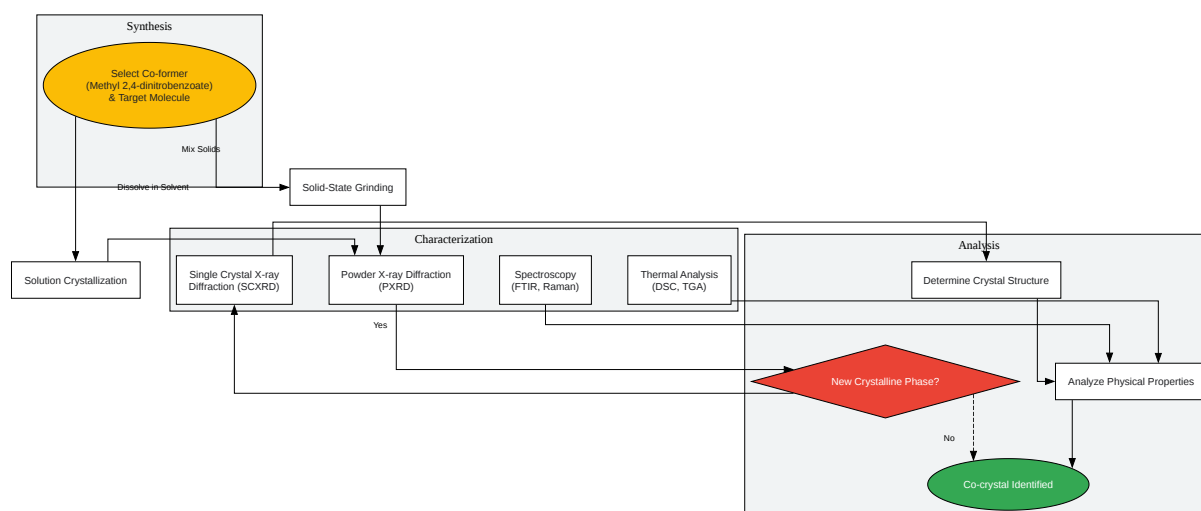 Synthesis
Select Co-former
(Methyl 2,4-dinitrobenzoate)
& Target Molecule
Mix Solids
Dissolve in Solvent
Solid-State Grinding
Characterization
Analysis
Solution Crystallization
Single Crystal X-ray
Diffraction (SCXRD)
Powder X-ray Diffraction
(PXRD)
Spectroscopy
(FTIR, Raman)
Thermal Analysis
(DSC, TGA)
Determine Crystal Structure
Yes
New Crystalline Phase?
Analyze Physical Properties
No
Co-crystal Identified